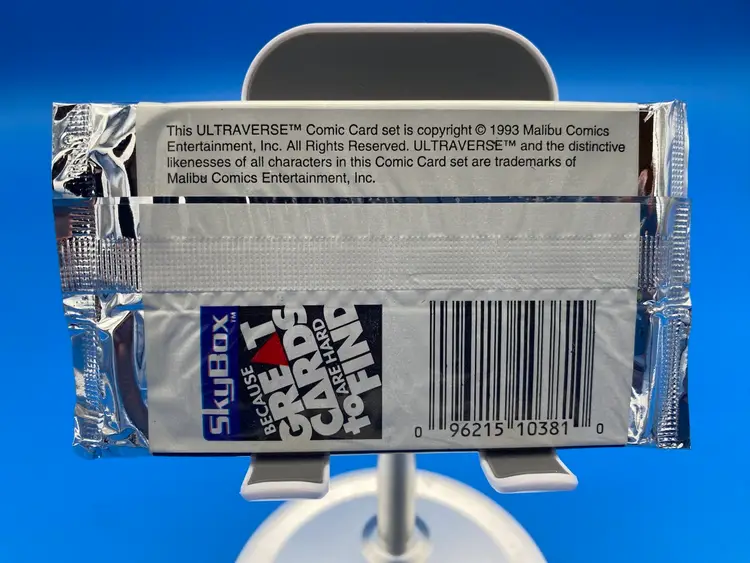 This ULTRAVERSE™ Comic Card set is copyright © 1993 Malibu Comics
Entertainment, Inc. All Rights Reserved. ULTRAVERSE™ and the distinctive
likenesses of all characters in this Comic Card set are trademarks of
Malibu Comics Entertainment, Inc.
SkyBox™
BECAUSE
GREAT
CARDS
ARE HARD
to FIND
0 96215 10381 0